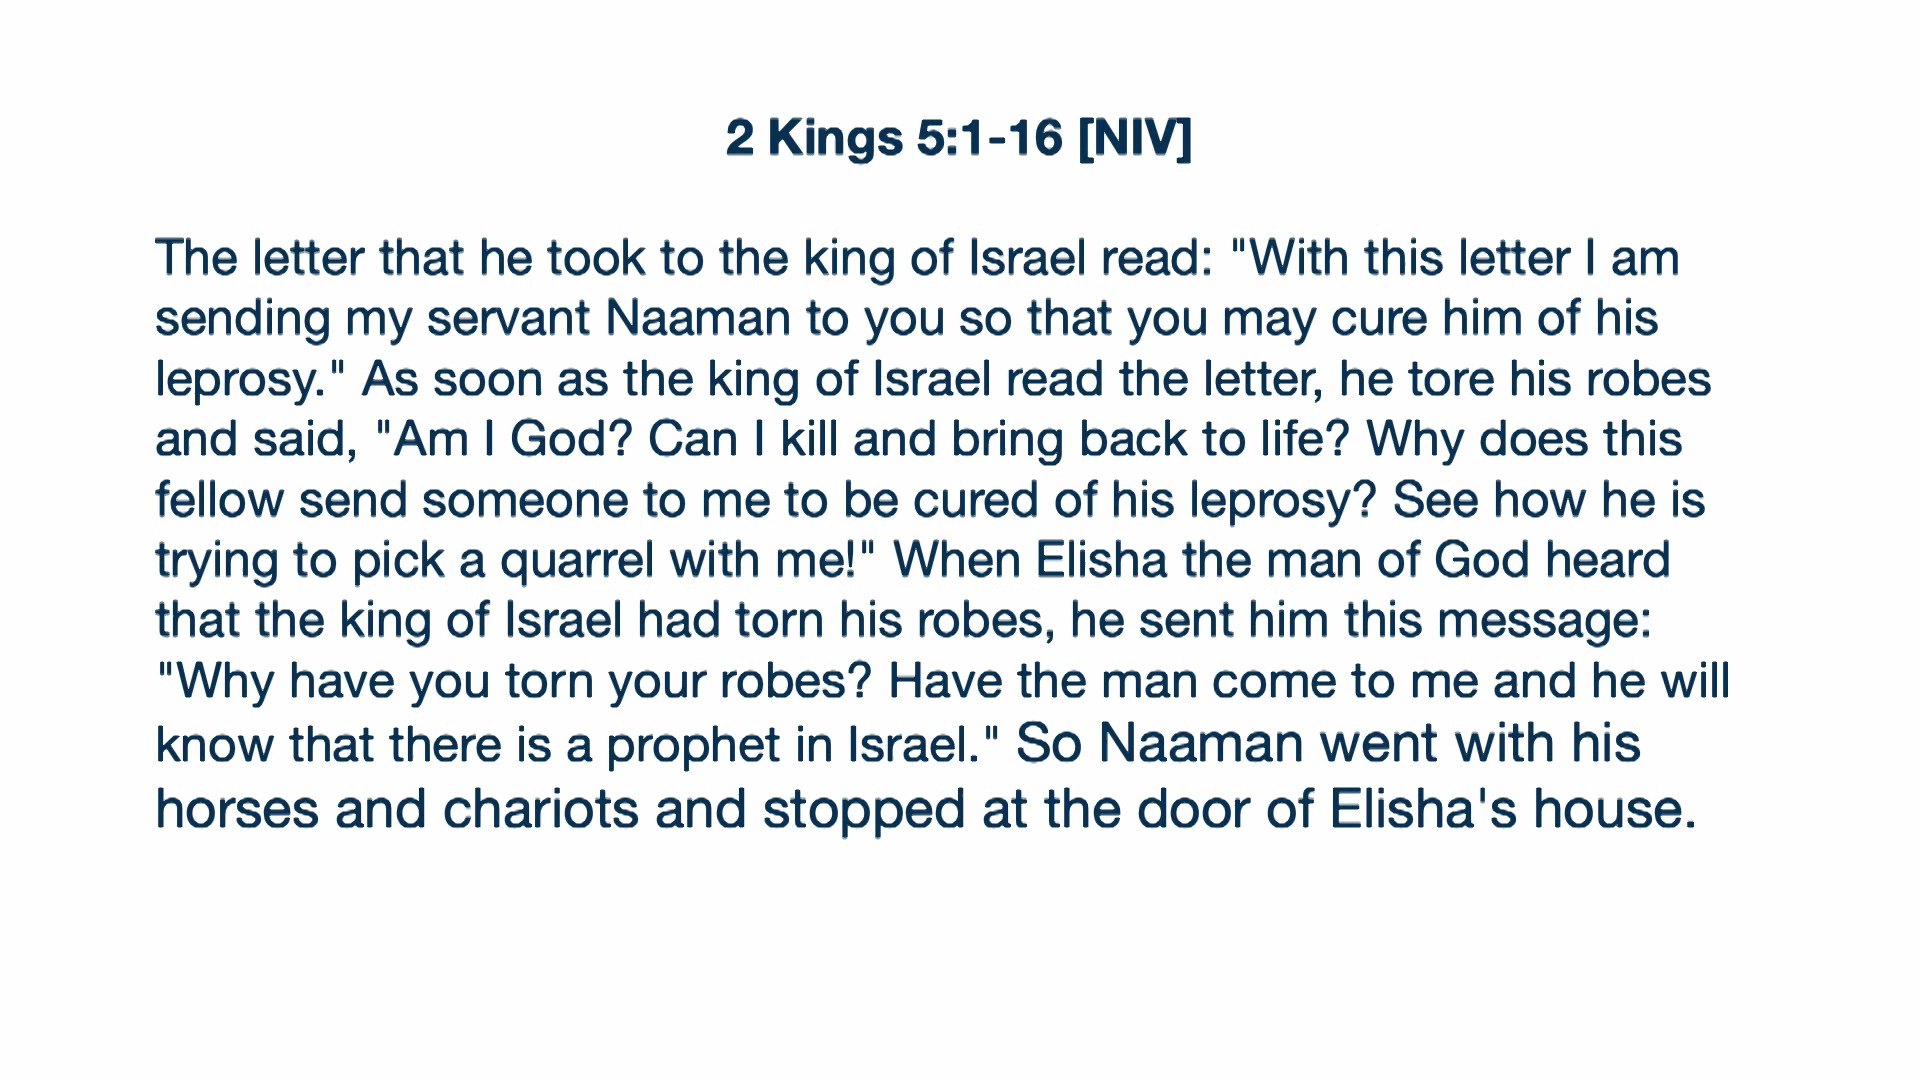 2 Kings 5:1-16 [NIV]
The letter that he took to the king of Israel read: "With this letter I am
sending my servant Naaman to you so that you may cure him of his
leprosy." As soon as the king of Israel read the letter, he tore his robes
and said, "Am I God? Can I kill and bring back to life? Why does this
fellow send someone to me to be cured of his leprosy? See how he is
trying to pick a quarrel with me!" When Elisha the man of God heard
that the king of Israel had torn his robes, he sent him this message:
"Why have you torn your robes? Have the man come to me and he will
know that there is a prophet in Israel." So Naaman went with his
horses and chariots and stopped at the door of Elisha's house.